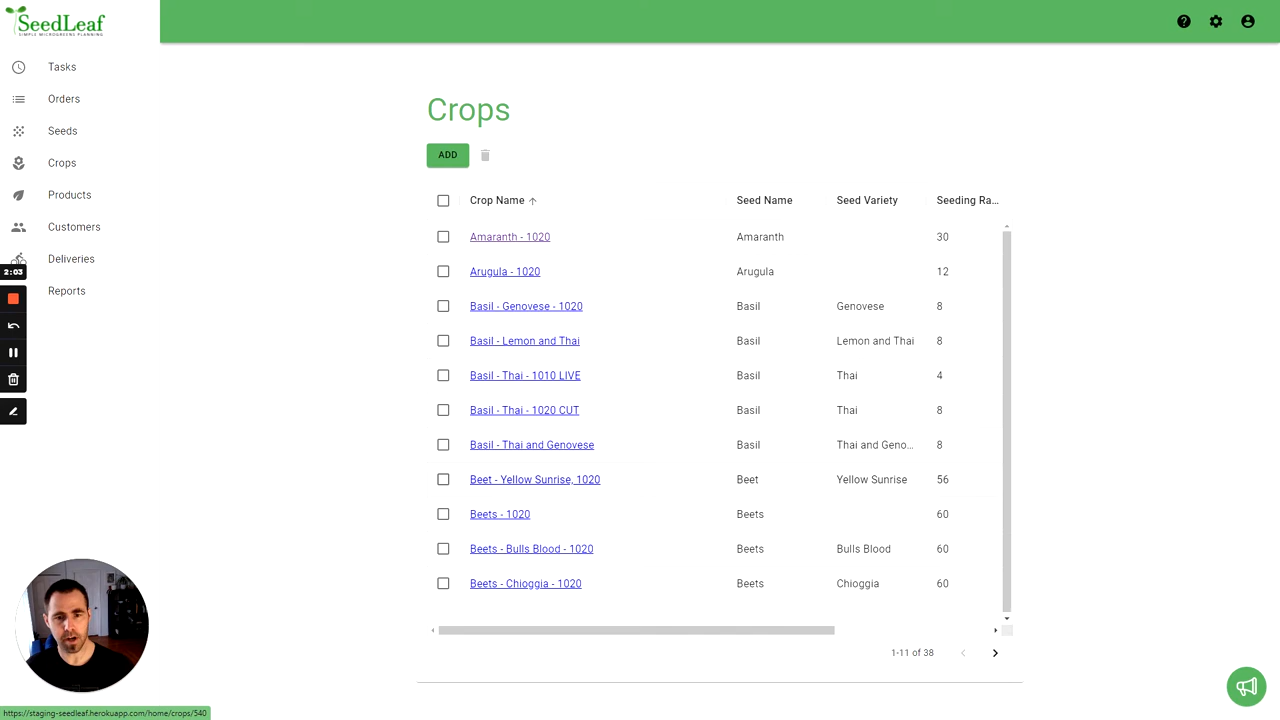 SeedLeaf
SIMPLE MICROGREENS PLANNING
Tasks
Orders
Seeds
Crops
Products
Customers
Deliveries
Reports
2:03
Crops
ADD
Crop Name Seed Name Seed Variety Seeding Ra...
Amaranth - 1020 Amaranth 30
Arugula - 1020 Arugula 12
Basil - Genovese - 1020 Basil Genovese 8
Basil - Lemon and Thai Basil Lemon and Thai 8
Basil - Thai - 1010 LIVE Basil Thai 4
Basil - Thai - 1020 CUT Basil Thai 8
Basil - Thai and Genovese Basil Thai and Geno... 8
Beet - Yellow Sunrise, 1020 Beet Yellow Sunrise 56
Beets - 1020 Beets 60
Beets - Bulls Blood - 1020 Beets Bulls Blood 60
Beets - Chioggia - 1020 Beets Chioggia 60
1-11 of 38
https://staging-seedleaf.herokuapp.com/home/crops/540